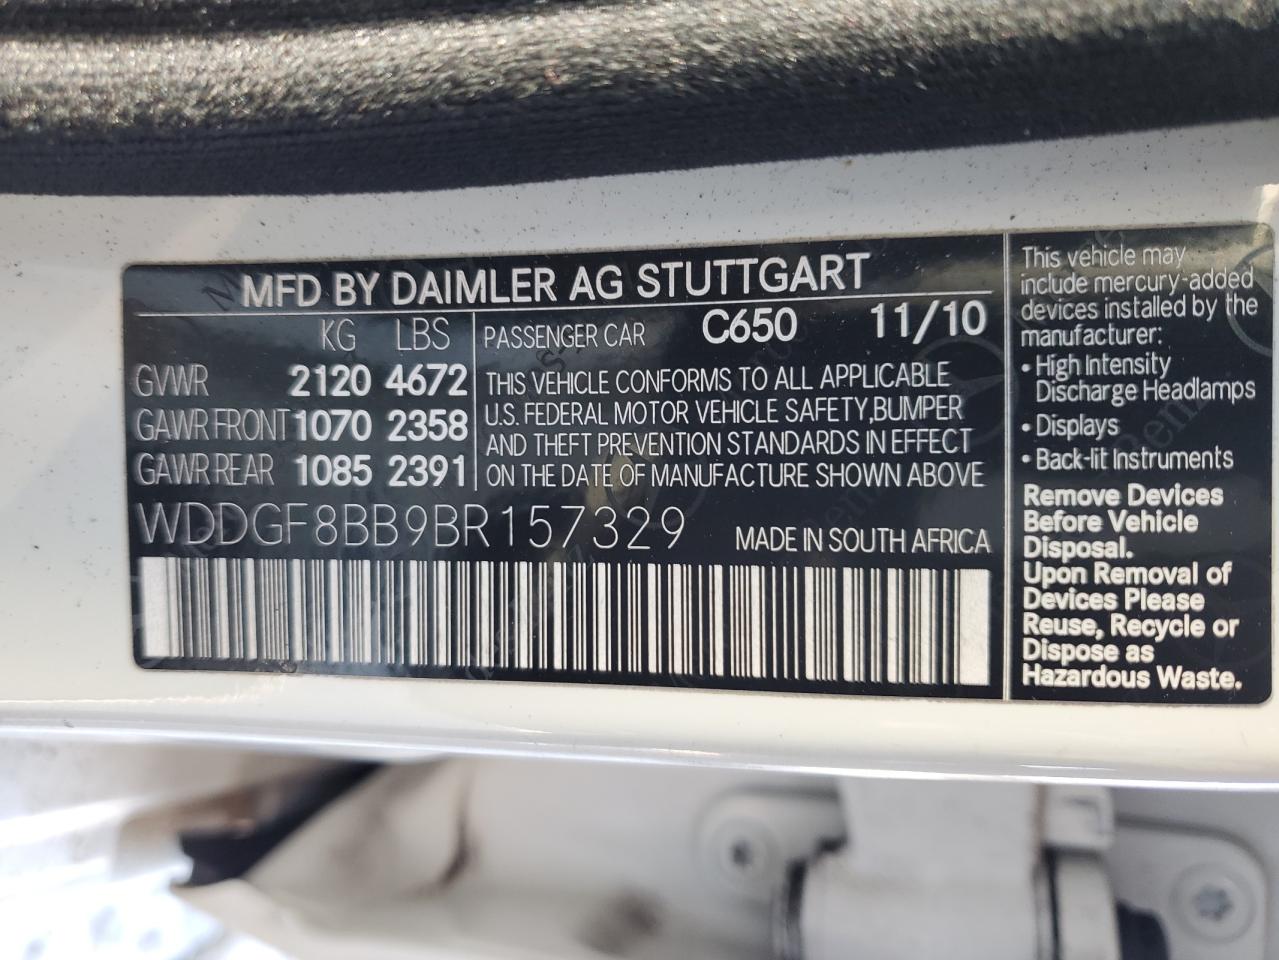 MFD BY DAIMLER AG STUTTGART
KG LBS
GVWR 2120 4672
GAWR FRONT 1070 2358
GAWR REAR 1085 2391
PASSENGER CAR C650 11/10
THIS VEHICLE CONFORMS TO ALL APPLICABLE
U.S. FEDERAL MOTOR VEHICLE SAFETY,BUMPER
AND THEFT PREVENTION STANDARDS IN EFFECT
ON THE DATE OF MANUFACTURE SHOWN ABOVE
WDDGF8BB9BR157329
MADE IN SOUTH AFRICA
This vehicle may
include mercury-added
devices installed by the
manufacturer:
• High Intensity
Discharge Headlamps
• Displays
• Back-lit Instruments
Remove Devices
Before Vehicle
Disposal.
Upon Removal of
Devices Please
Reuse, Recycle or
Dispose as
Hazardous Waste.